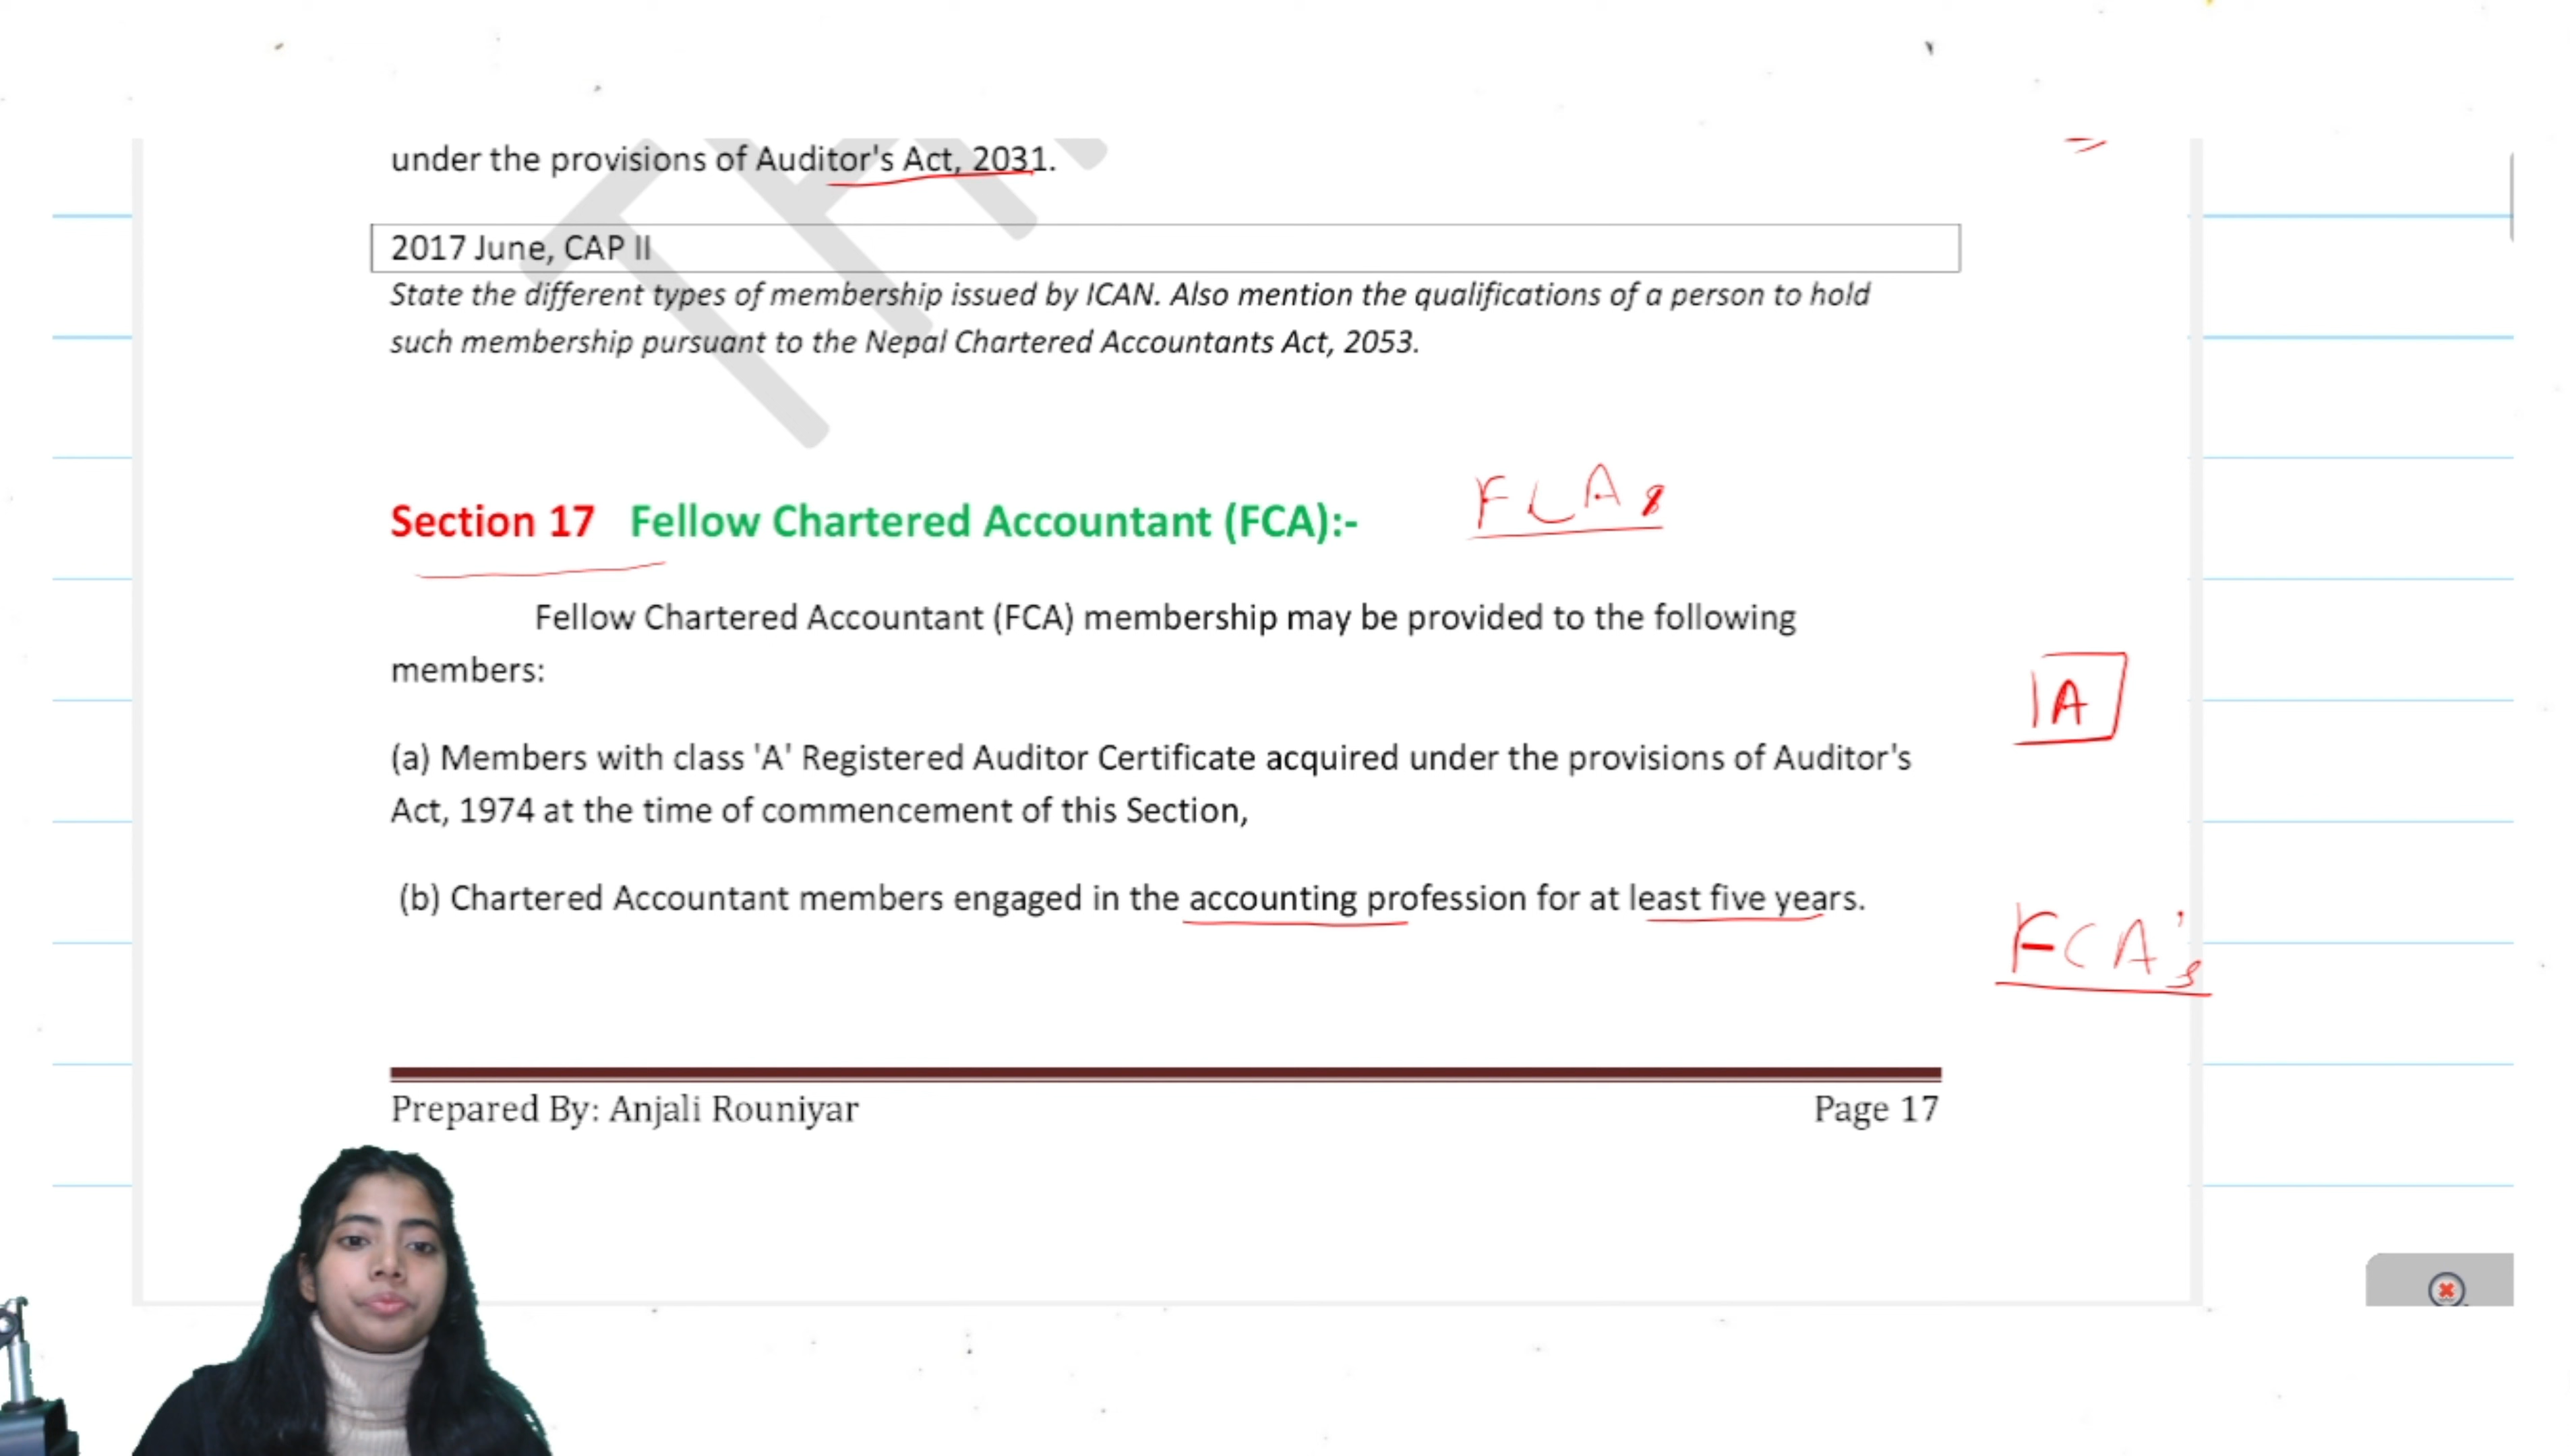 under the provisions of Auditor's Act, 2031.
2017 June, CAP II
State the different types of membership issued by ICAN. Also mention the qualifications of a person to hold
such membership pursuant to the Nepal Chartered Accountants Act, 2053.
Section 17 Fellow Chartered Accountant (FCA):-
FCAs
Fellow Chartered Accountant (FCA) membership may be provided to the following
members:
A
(a) Members with class 'A' Registered Auditor Certificate acquired under the provisions of Auditor's
Act, 1974 at the time of commencement of this Section,
(b) Chartered Accountant members engaged in the accounting profession for at least five years.
FCA's
Prepared By: Anjali Rouniyar
Page 17